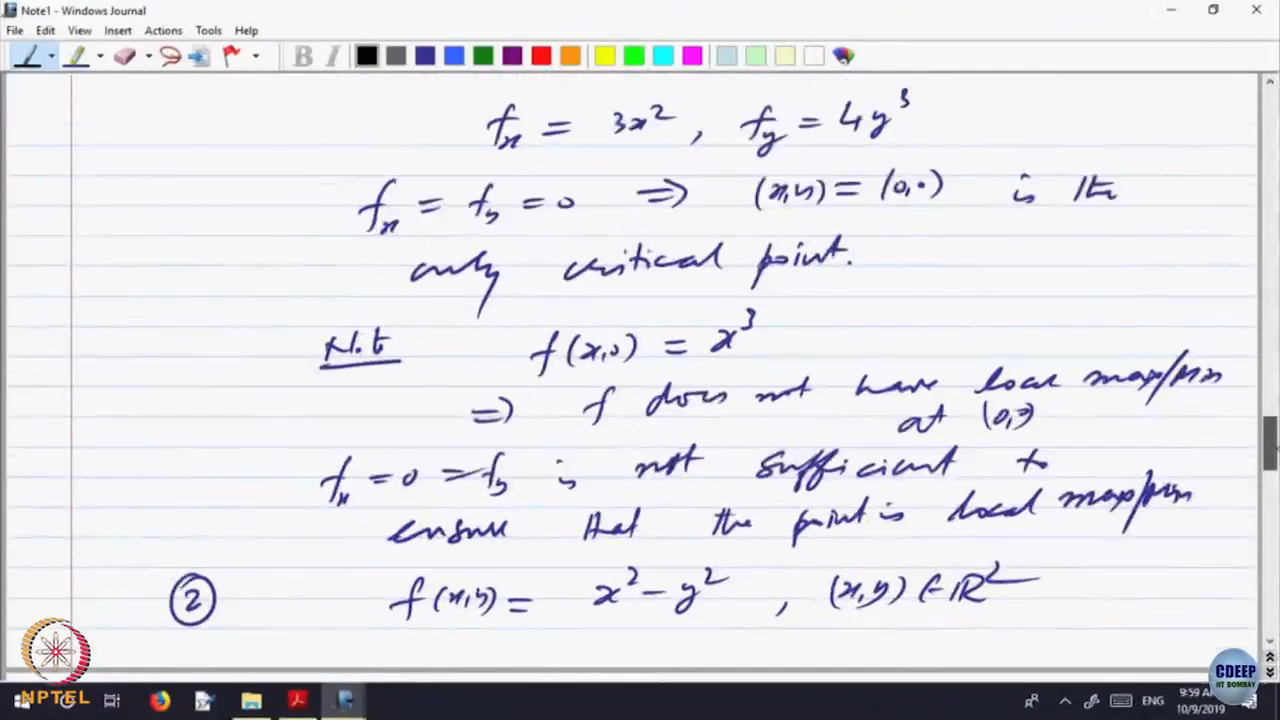 Note1 - Windows Journal
File Edit View Insert Actions Tools Help
fx = 3x², fy = 4y³
fx = fy = 0 ⇒ (x,y) = (0,0) is the
only critical point.
Note f(x,0) = x³
⇒ f does not have local max/min
at (0,0)
fx = 0 = fy is not sufficient to
ensure that the point is local max/min
② f(x,y) = x² - y², (x,y) ∈ ℝ²
NPTEL
CDEEP
IIT BOMBAY
ENG
9:59 A
10/9/2019